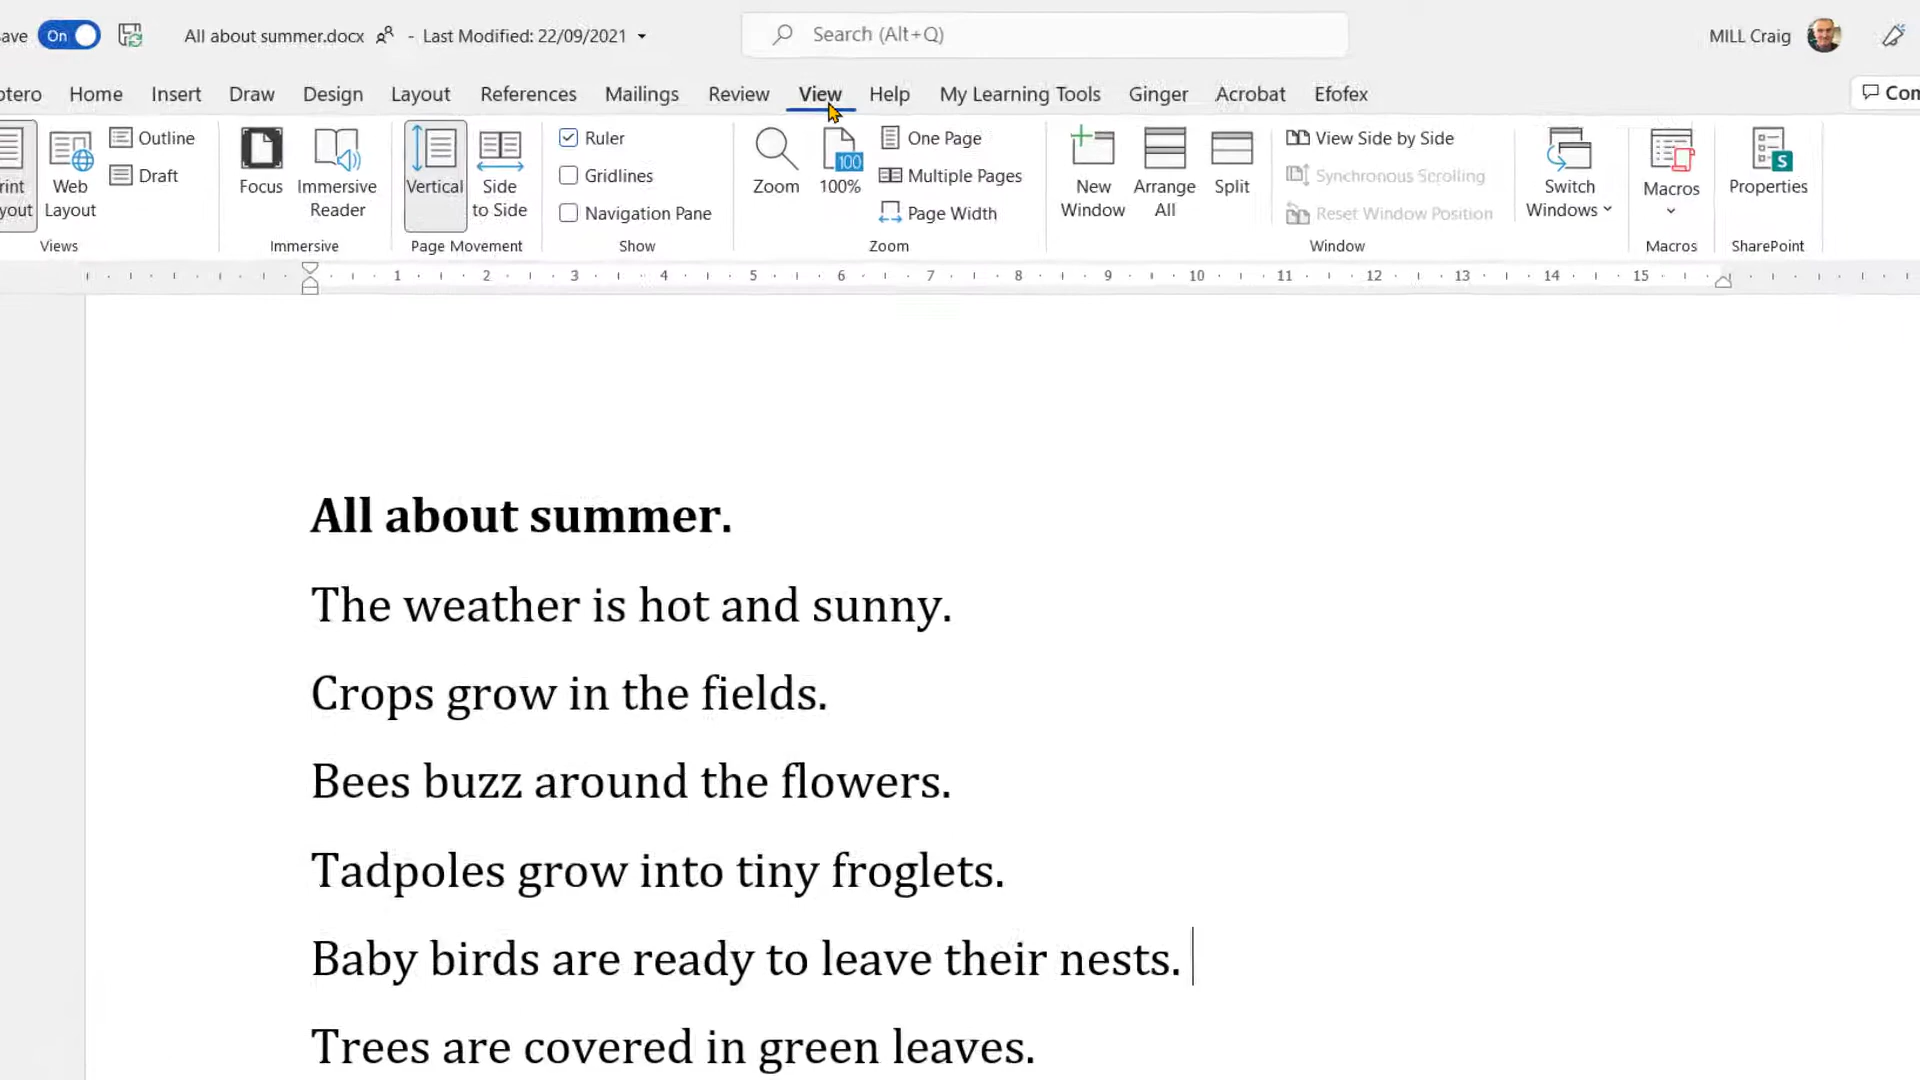 ave On All about summer.docx - Last Modified: 22/09/2021 Search (Alt+Q) MILL Craig
otero Home Insert Draw Design Layout References Mailings Review View Help My Learning Tools Ginger Acrobat Efofex Com
rint
yout
Web
Layout
Outline
Draft
Views
Focus
Immersive
Reader
Immersive
Vertical
Side
to Side
Page Movement
Ruler
Gridlines
Navigation Pane
Show
Zoom
100
100%
One Page
Multiple Pages
Page Width
Zoom
New
Window
Arrange
All
Split
View Side by Side
Synchronous Scrolling
Reset Window Position
Switch
Windows
Window
Macros
Macros
S
Properties
SharePoint
1 2 3 4 5 6 7 8 9 10 11 12 13 14 15
All about summer.
The weather is hot and sunny.
Crops grow in the fields.
Bees buzz around the flowers.
Tadpoles grow into tiny froglets.
Baby birds are ready to leave their nests.
Trees are covered in green leaves.